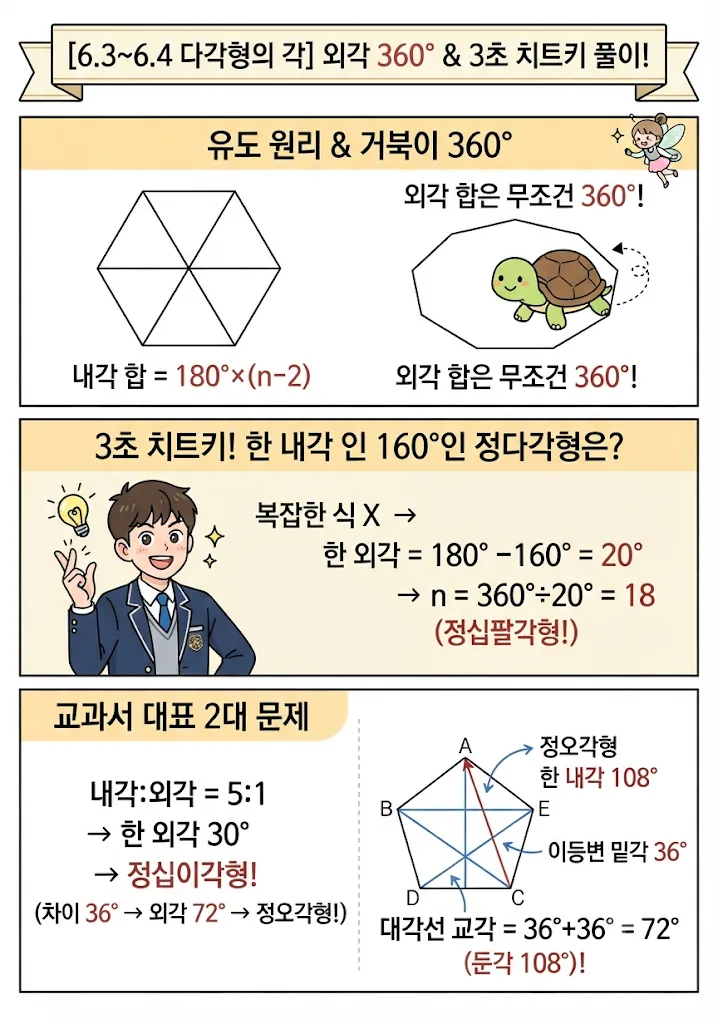 [6.3~6.4 다각형의 각] 외각 360° & 3초 치트키 풀이!
유도 원리 & 거북이 360°
외각 합은 무조건 360°!
내각 합 = 180°×(n-2)
외각 합은 무조건 360°!
3초 치트키! 한 내각 인 160°인 정다각형은?
복잡한 식 X →
한 외각 = 180° -160° = 20°
→ n = 360°÷20° = 18
(정십팔각형!)
교과서 대표 2대 문제
내각:외각 = 5:1
→ 한 외각 30°
→ 정십이각형!
(차이 36° → 외각 72° → 정오각형!)
A
정오각형
한 내각 108°
B
E
이등변 밑각 36°
D
C
대각선 교각 = 36°+36° = 72°
(둔각 108°)!